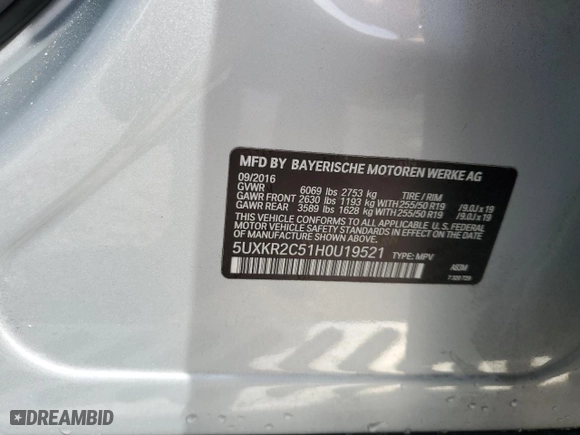 MFD BY BAYERISCHE MOTOREN WERKE AG
09/2016
GVWR 6069 lbs 2753 kg TIRE / RIM
GAWR FRONT 2630 lbs 1193 kg WITH 255/50 R19 /9.0J x 19
GAWR REAR 3589 lbs 1628 kg WITH 255/50 R19 /9.0J x 19
THIS VEHICLE CONFORMS TO ALL APPLICABLE U.S. FEDERAL
MOTOR VEHICLE SAFETY STANDARDS IN EFFECT ON THE DATE
OF MANUFACTURE SHOWN ABOVE.
5UXKR2C51H0U19521 TYPE: MPV
DREAMBID